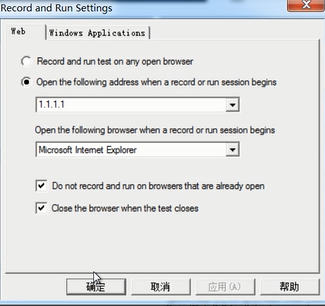 Record and Run Settings
Web
Windows Applications
Record and run test on any open browser
Open the following address when a record or run session begins
1.1.1.1
Open the following browser when a record or run session begins
Microsoft Internet Explorer
Do not record and run on browsers that are already open
Close the browser when the test closes
确定
取消
应用(A)
帮助